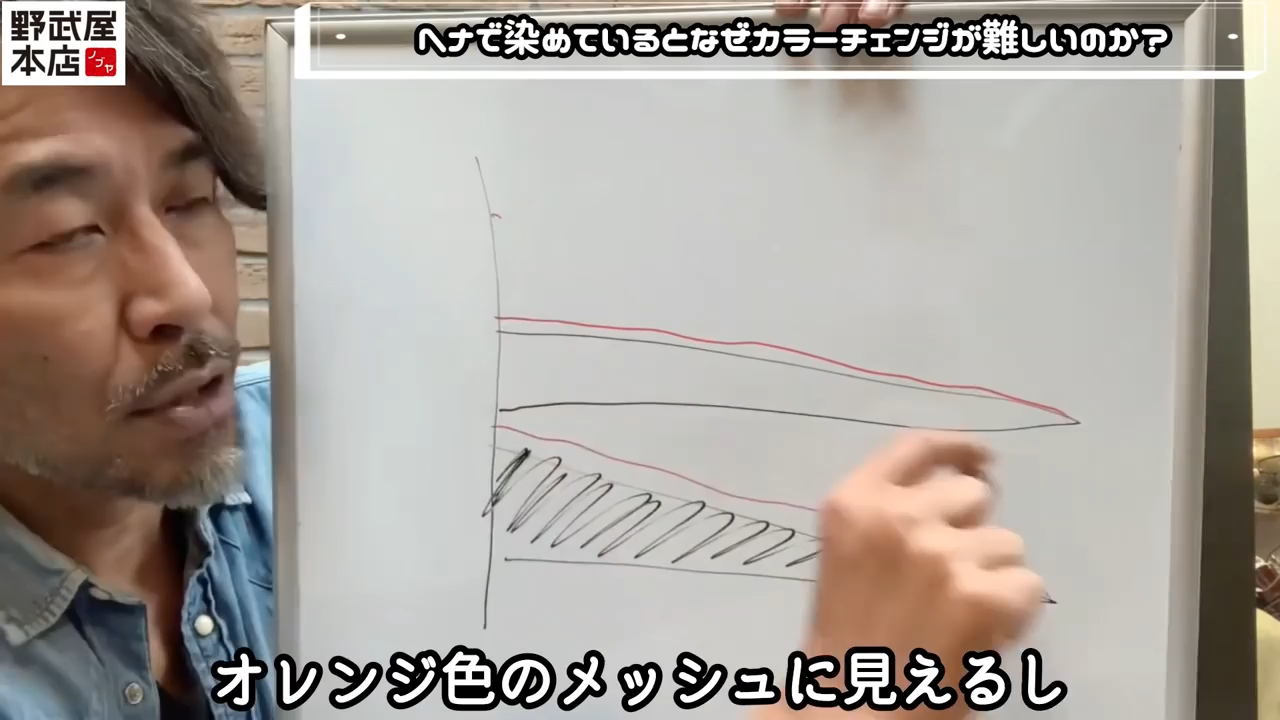 野武屋
本店
ノブヤ
ヘナで染めているとなぜカラーチェンジが難しいのか？
オレンジ色のメッシュに見えるし